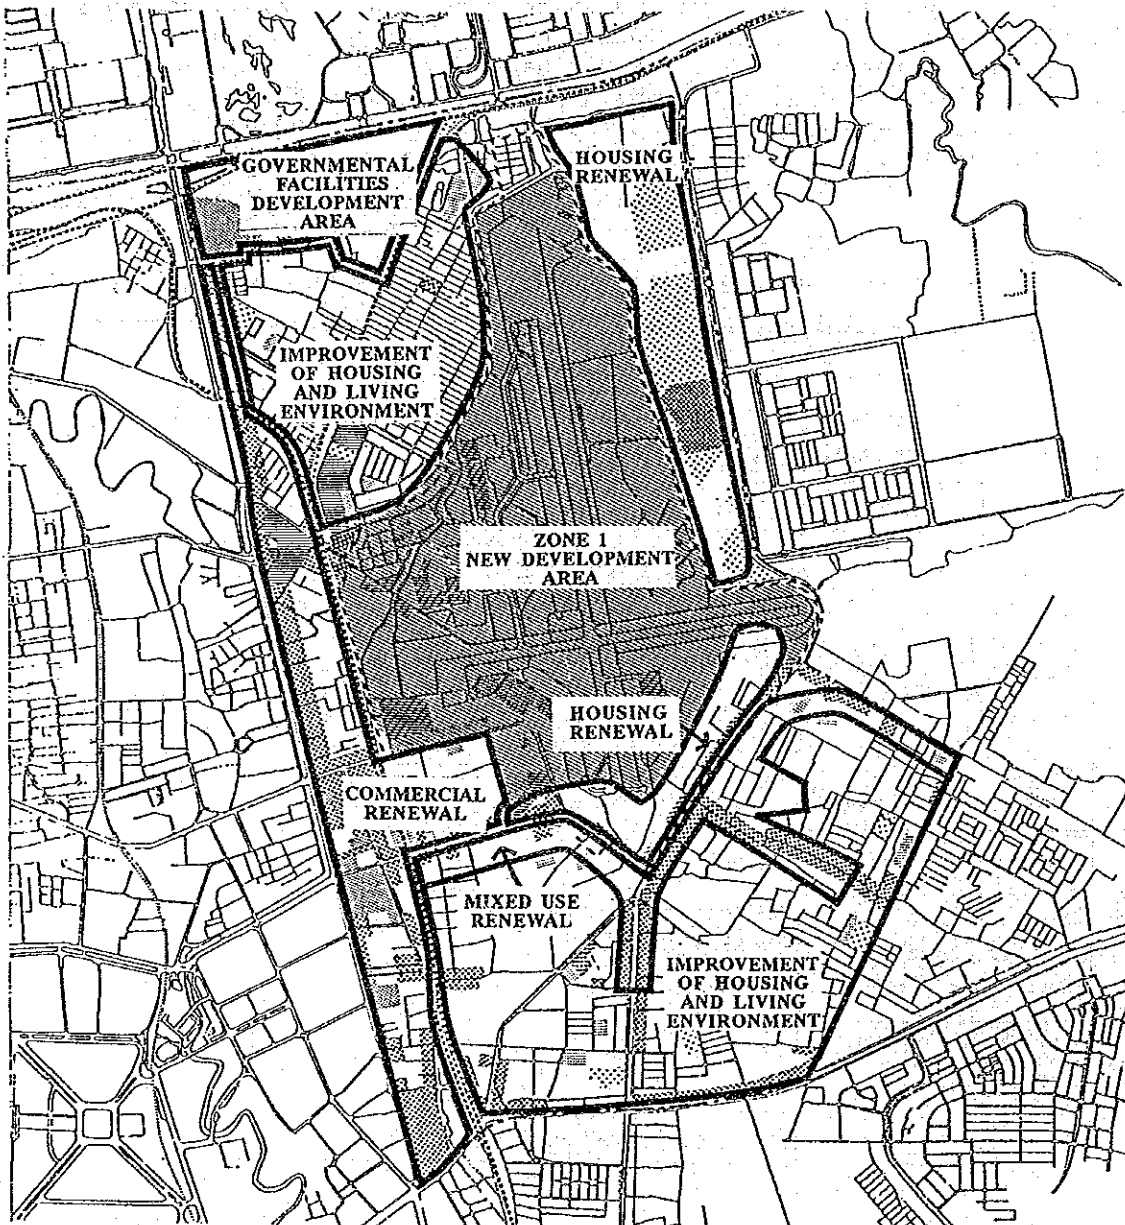 GOVERNMENTAL
FACILITIES
DEVELOPMENT
AREA
HOUSING
RENEWAL
IMPROVEMENT
OF HOUSING
AND LIVING
ENVIRONMENT
ZONE 1
NEW DEVELOPMENT
AREA
HOUSING
RENEWAL
COMMERCIAL
RENEWAL
MIXED USE
RENEWAL
IMPROVEMENT
OF HOUSING
AND LIVING
ENVIRONMENT